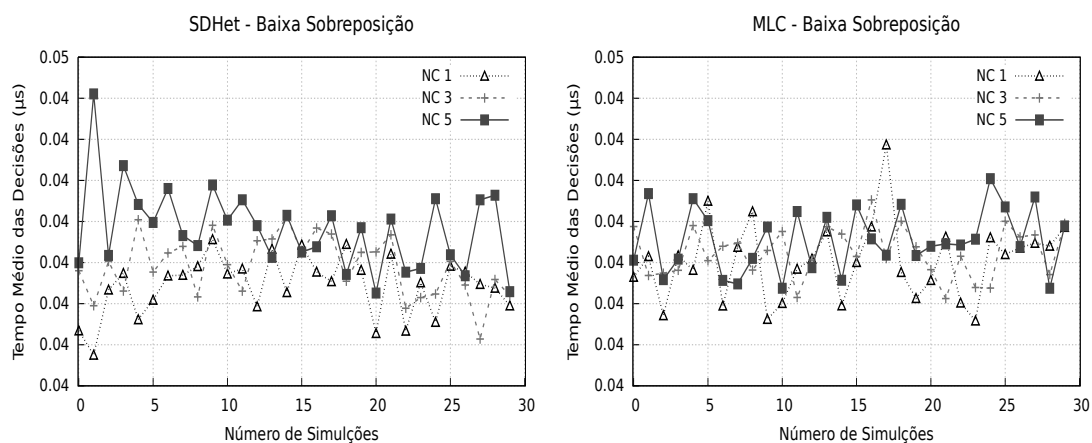 SDHet - Baixa Sobreposição
Tempo Médio das Decisões (µs)
0.05
0.04
0.04
0.04
0.04
0.04
0.04
0.04
0.04
NC 1
NC 3
NC 5
0 5 10 15 20 25 30
Número de Simulções
MLC - Baixa Sobreposição
Tempo Médio das Decisões (µs)
0.05
0.04
0.04
0.04
0.04
0.04
0.04
0.04
0.04
NC 1
NC 3
NC 5
0 5 10 15 20 25 30
Número de Simulções